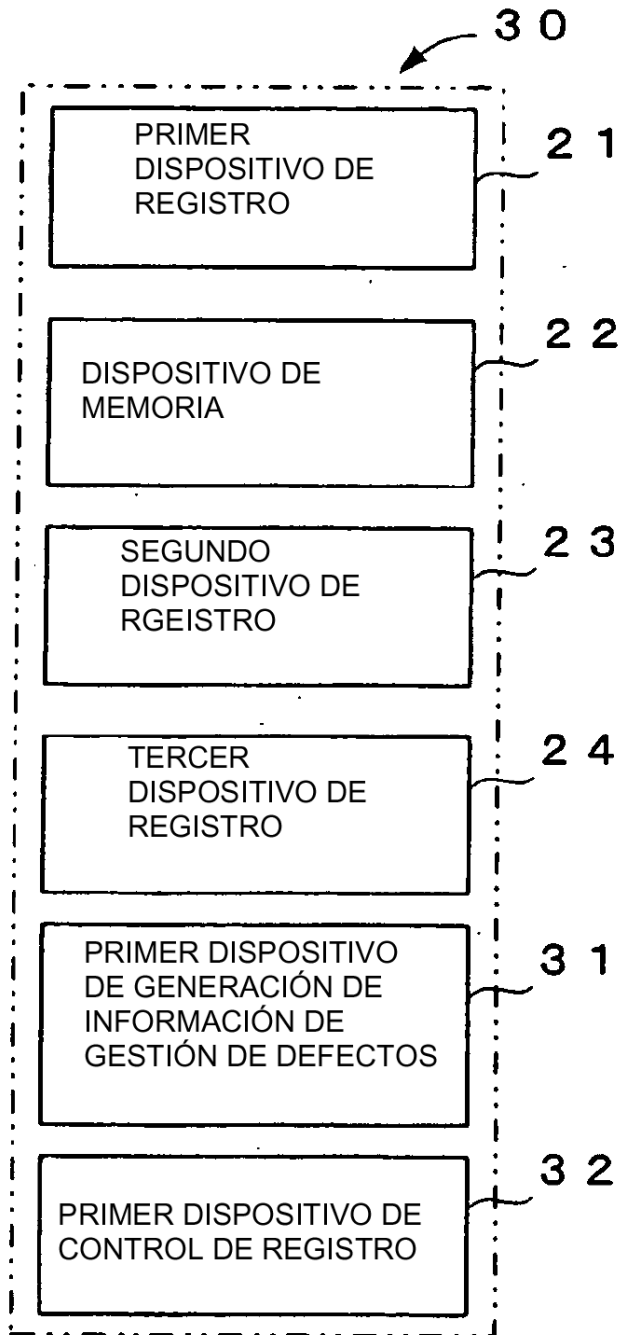 30
PRIMER
DISPOSITIVO DE
REGISTRO
21
DISPOSITIVO DE
MEMORIA
22
SEGUNDO
DISPOSITIVO DE
RGEISTRO
23
TERCER
DISPOSITIVO DE
REGISTRO
24
PRIMER DISPOSITIVO
DE GENERACIÓN DE
INFORMACIÓN DE
GESTIÓN DE DEFECTOS
31
PRIMER DISPOSITIVO DE
CONTROL DE REGISTRO
32